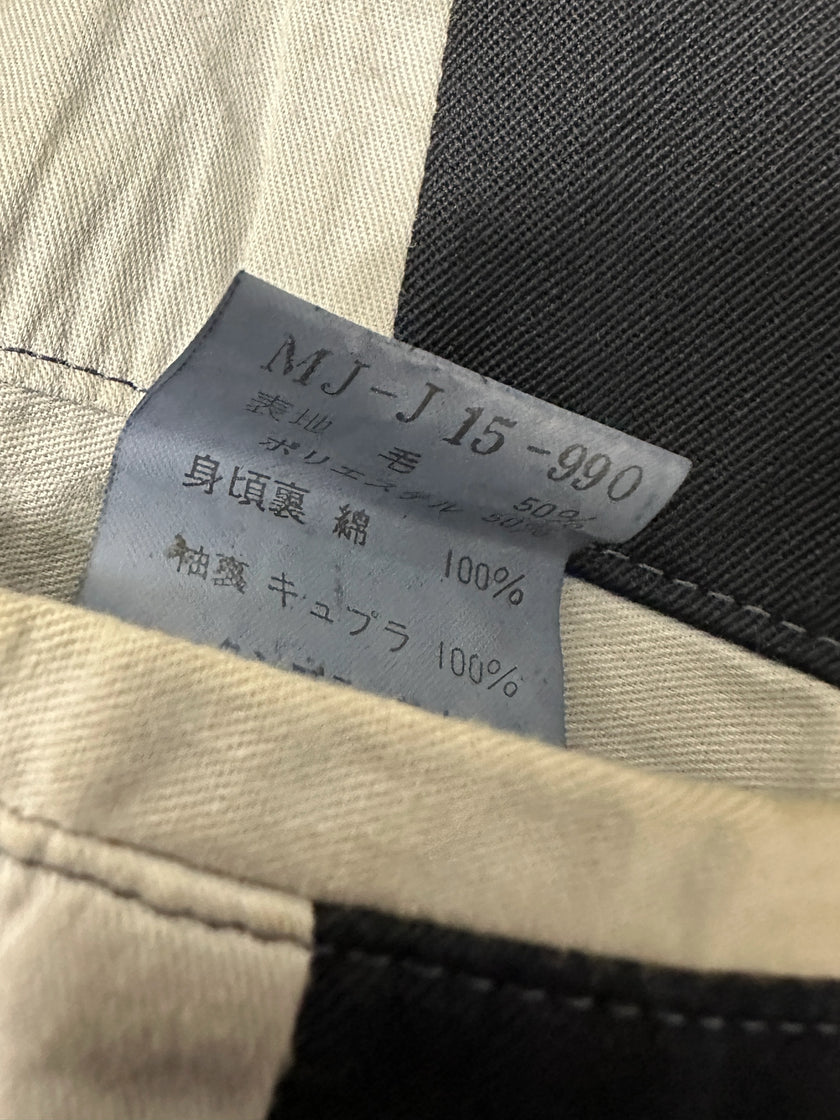 MJ-J15-990
表地 毛 50%
ポリエステル 50%
身頃裏 綿 100%
袖裏 キュプラ 100%